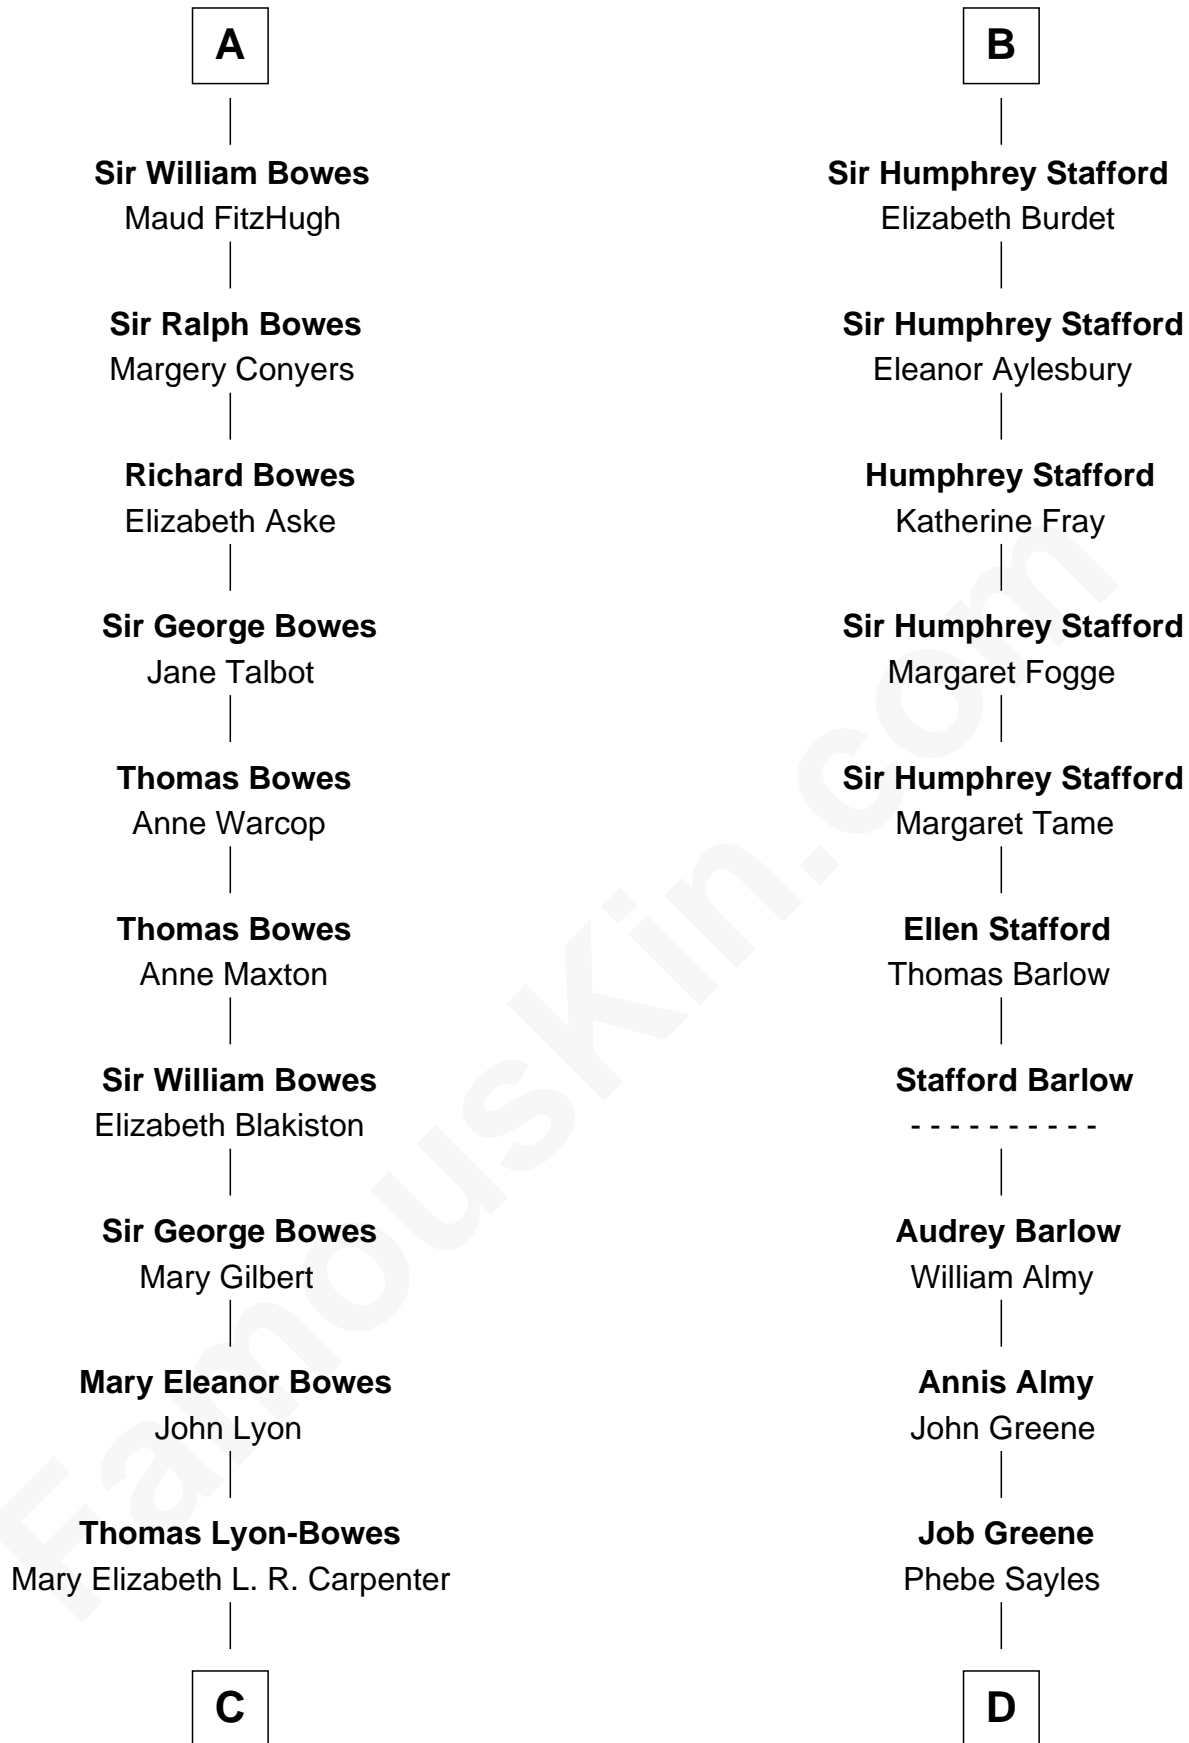 A
Sir William Bowes
Maud FitzHugh
Sir Ralph Bowes
Margery Conyers
Richard Bowes
Elizabeth Aske
Sir George Bowes
Jane Talbot
Thomas Bowes
Anne Warcop
Thomas Bowes
Anne Maxton
Sir William Bowes
Elizabeth Blakiston
Sir George Bowes
Mary Gilbert
Mary Eleanor Bowes
John Lyon
Thomas Lyon-Bowes
Mary Elizabeth L. R. Carpenter
C
B
Sir Humphrey Stafford
Elizabeth Burdet
Sir Humphrey Stafford
Eleanor Aylesbury
Humphrey Stafford
Katherine Fray
Sir Humphrey Stafford
Margaret Fogge
Sir Humphrey Stafford
Margaret Tame
Ellen Stafford
Thomas Barlow
Stafford Barlow
- - - - - - - - - -
Audrey Barlow
William Almy
Annis Almy
John Greene
Job Greene
Phebe Sayles
D
FamousKin.com